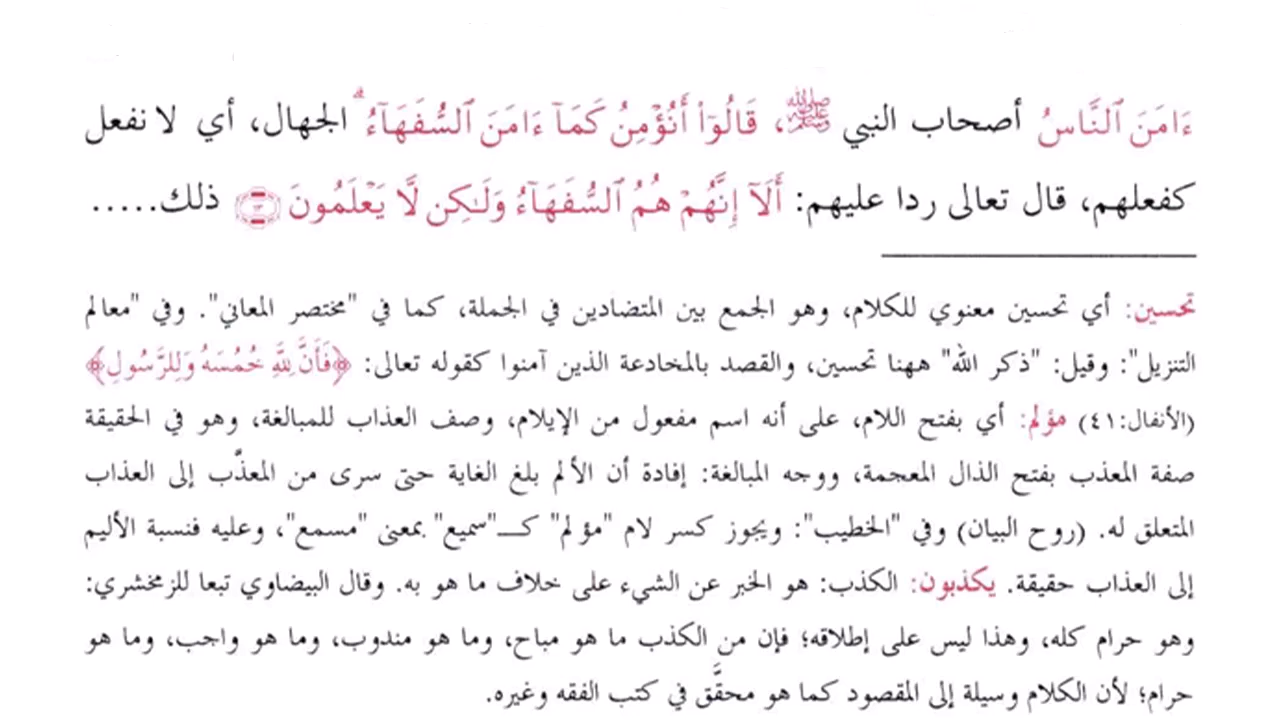 ءَامَنَ ٱلنَّاسُ أصحاب النبي ﷺ، قَالُوٓا۟ أَنُؤْمِنُ كَمَآ ءَامَنَ ٱلسُّفَهَآءُ ۗ الجهال، أي لا نفعل
كفعلهم، قال تعالى ردا عليهم: أَلَآ إِنَّهُمْ هُمُ ٱلسُّفَهَآءُ وَلَـٰكِن لَّا يَعْلَمُونَ ۝١٣ ذلك.....
تحسين: أي تحسين معنوي للكلام، وهو الجمع بين المتضادين في الجملة، كما في "مختصر المعاني". وفي "معالم
التنزيل": وقيل: "ذكر الله" ههنا تحسين، والقصد بالمخادعة الذين آمنوا كقوله تعالى: ﴿فَأَنَّ لِلَّهِ خُمُسَهُ وَلِلرَّسُولِ﴾
(الأنفال:٤١) مؤلم: أي بفتح اللام، على أنه اسم مفعول من الإيلام، وصف العذاب للمبالغة، وهو في الحقيقة
صفة المعذب بفتح الذال المعجمة، ووجه المبالغة: إفادة أن الألم بلغ الغاية حتى سرى من المعذَّب إلى العذاب
المتعلق له. (روح البيان) وفي "الخطيب": ويجوز كسر لام "مؤلم" كـ"سميع" بمعنى "مسمع"، وعليه فنسبة الأليم
إلى العذاب حقيقة. يكذبون: الكذب: هو الخبر عن الشيء على خلاف ما هو به. وقال البيضاوي تبعا للزمخشري:
وهو حرام كله، وهذا ليس على إطلاقه؛ فإن من الكذب ما هو مباح، وما هو مندوب، وما هو واجب، وما هو
حرام؛ لأن الكلام وسيلة إلى المقصود كما هو محقَّق في كتب الفقه وغيره.